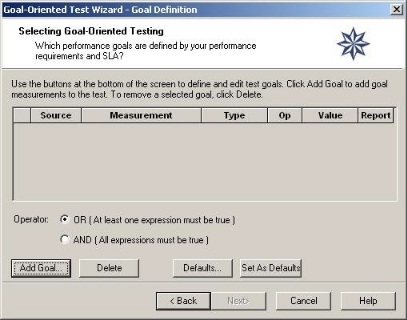 Goal-Oriented Test Wizard - Goal Definition
Selecting Goal-Oriented Testing
Which performance goals are defined by your performance
requirements and SLA?
Use the buttons at the bottom of the screen to define and edit test goals. Click Add Goal to add goal
measurements to the test. To remove a selected goal, click Delete.
Source Measurement Type Op Value Report
Operator: OR ( At least one expression must be true )
AND ( All expressions must be true )
Add Goal... Delete Defaults... Set As Defaults
< Back Next> Cancel Help